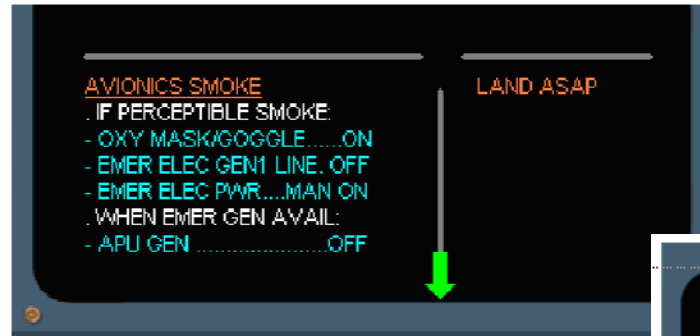 AVIONICS SMOKE
. IF PERCEPTIBLE SMOKE:
- OXY MASK/GOGGLE......ON
- EMER ELEC GEN1 LINE. OFF
- EMER ELEC PWR....MAN ON
. WHEN EMER GEN AVAIL:
- APU GEN ......................OFF
LAND ASAP